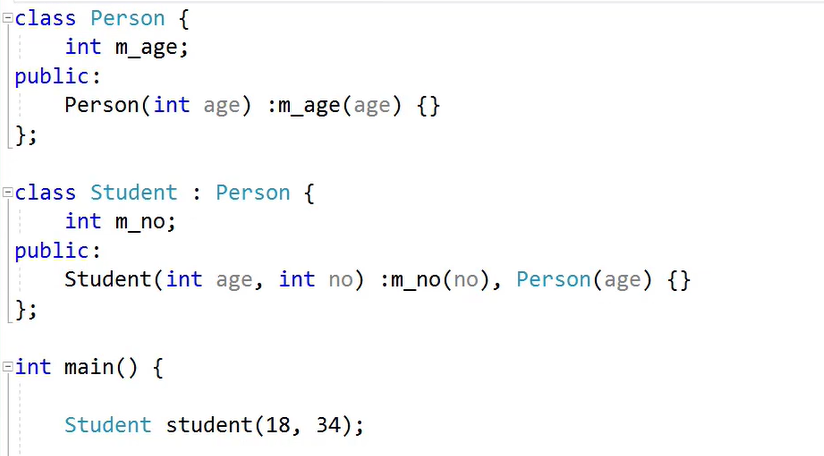 class Person {
    int m_age;
public:
    Person(int age) :m_age(age) {}
};
class Student : Person {
    int m_no;
public:
    Student(int age, int no) :m_no(no), Person(age) {}
};
int main() {
    Student student(18, 34);